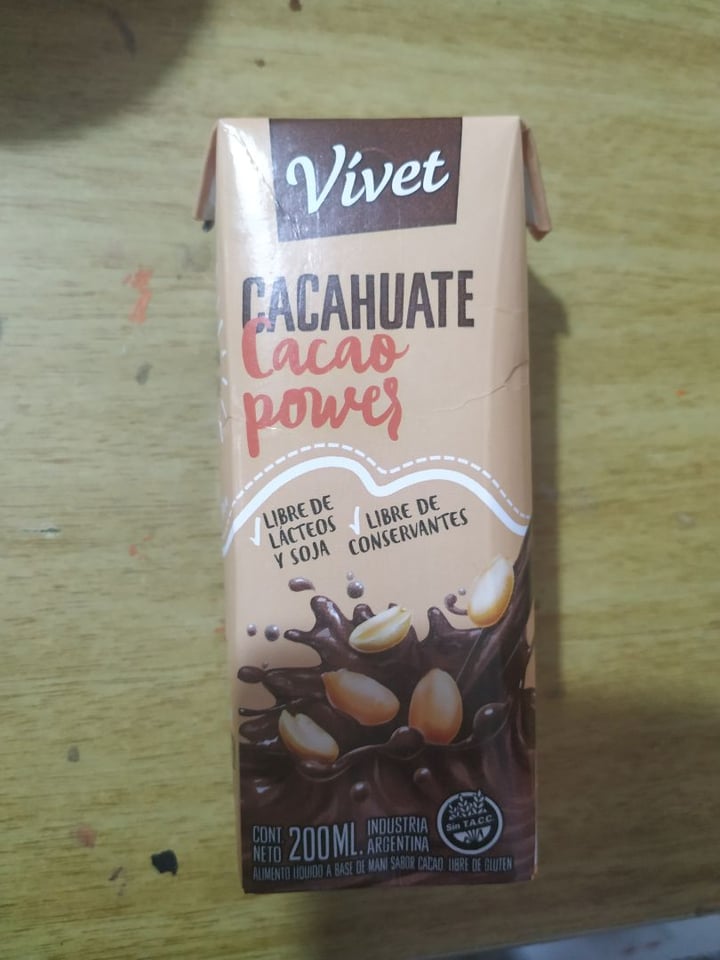 Vívet
CACAHUATE
Cacao
power
LIBRE DE
LÁCTEOS
Y SOJA
LIBRE DE
CONSERVANTES
CONT.
NETO
200ML.
INDUSTRIA
ARGENTINA
Sin T.A.C.C.
ALIMENTO LIQUIDO A BASE DE MANÍ SABOR CACAO LIBRE DE GLUTEN